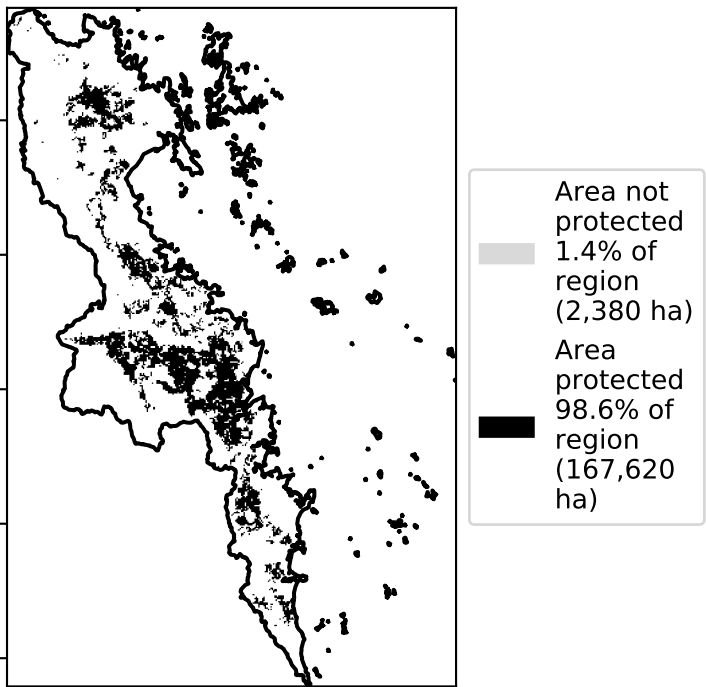 Area not
protected
1.4% of
region
(2,380 ha)
Area
protected
98.6% of
region
(167,620
ha)